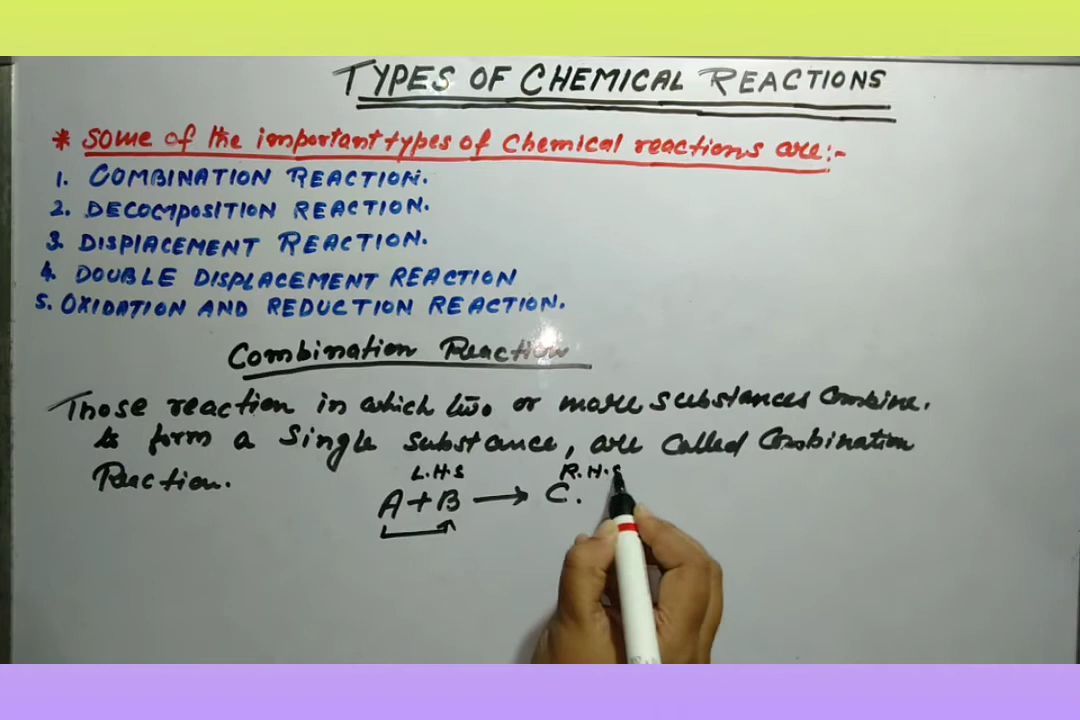 TYPES OF CHEMICAL REACTIONS
* Some of the important types of chemical reactions are:-
1. COMBINATION REACTION.
2. DECOMPOSITION REACTION.
3. DISPLACEMENT REACTION.
4. DOUBLE DISPLACEMENT REACTION
5. OXIDATION AND REDUCTION REACTION.
Combination Reaction
Those reaction in which two or more substances Combine.
to form a Single substance, are called Combination
Reaction.
L.H.S R.H.S
A+B → C.